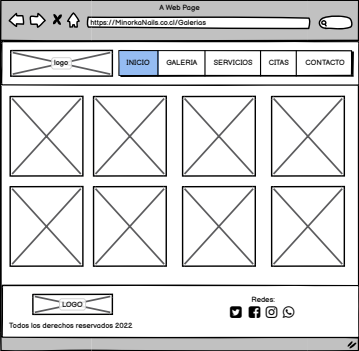 A Web Page
https://MinorkaNails.co.cl/Galerias
logo
INICIO GALERIA SERVICIOS CITAS CONTACTO
LOGO
Redes:
Todos los derechos reservados 2022